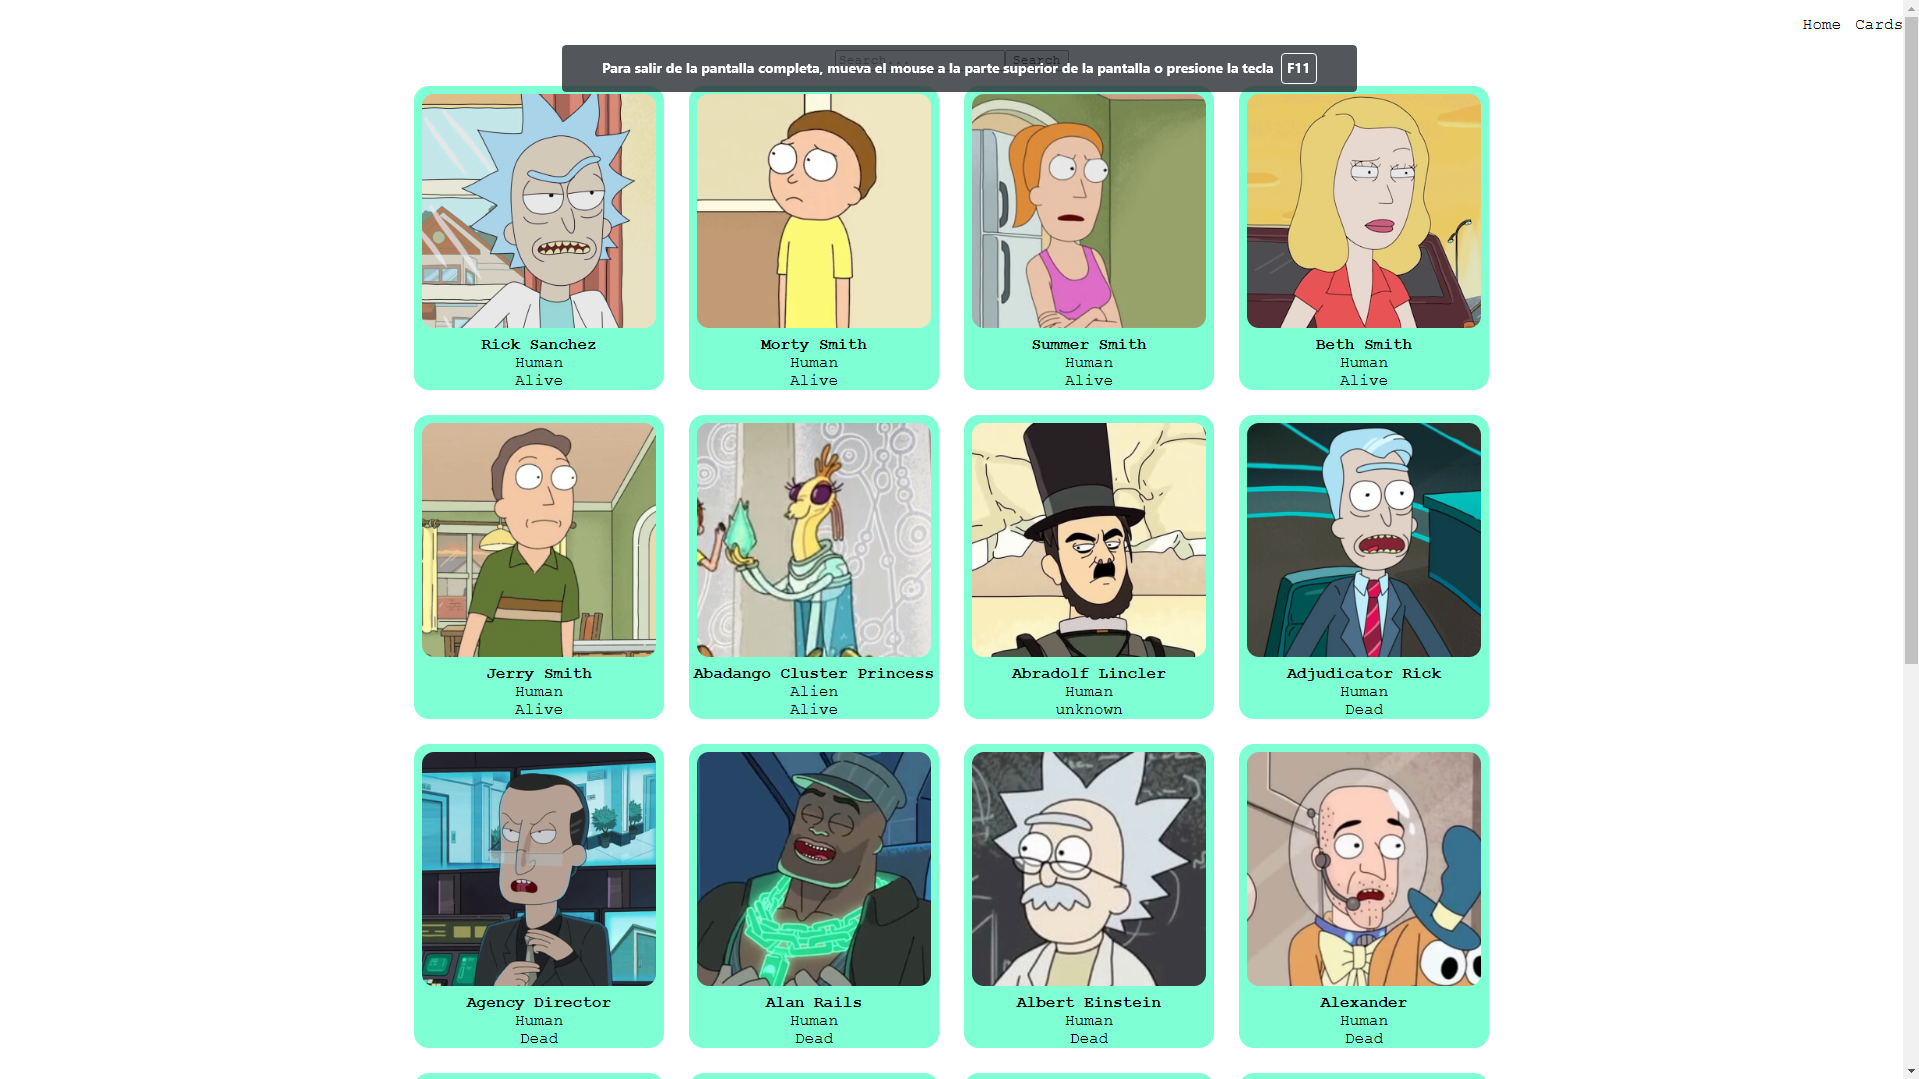 Home Cards
Search... Search
Para salir de la pantalla completa, mueva el mouse a la parte superior de la pantalla o presione la tecla F11
Rick Sanchez
Human
Alive
Morty Smith
Human
Alive
Summer Smith
Human
Alive
Beth Smith
Human
Alive
Jerry Smith
Human
Alive
Abadango Cluster Princess
Alien
Alive
Abradolf Lincler
Human
unknown
Adjudicator Rick
Human
Dead
Agency Director
Human
Dead
Alan Rails
Human
Dead
Albert Einstein
Human
Dead
Alexander
Human
Dead